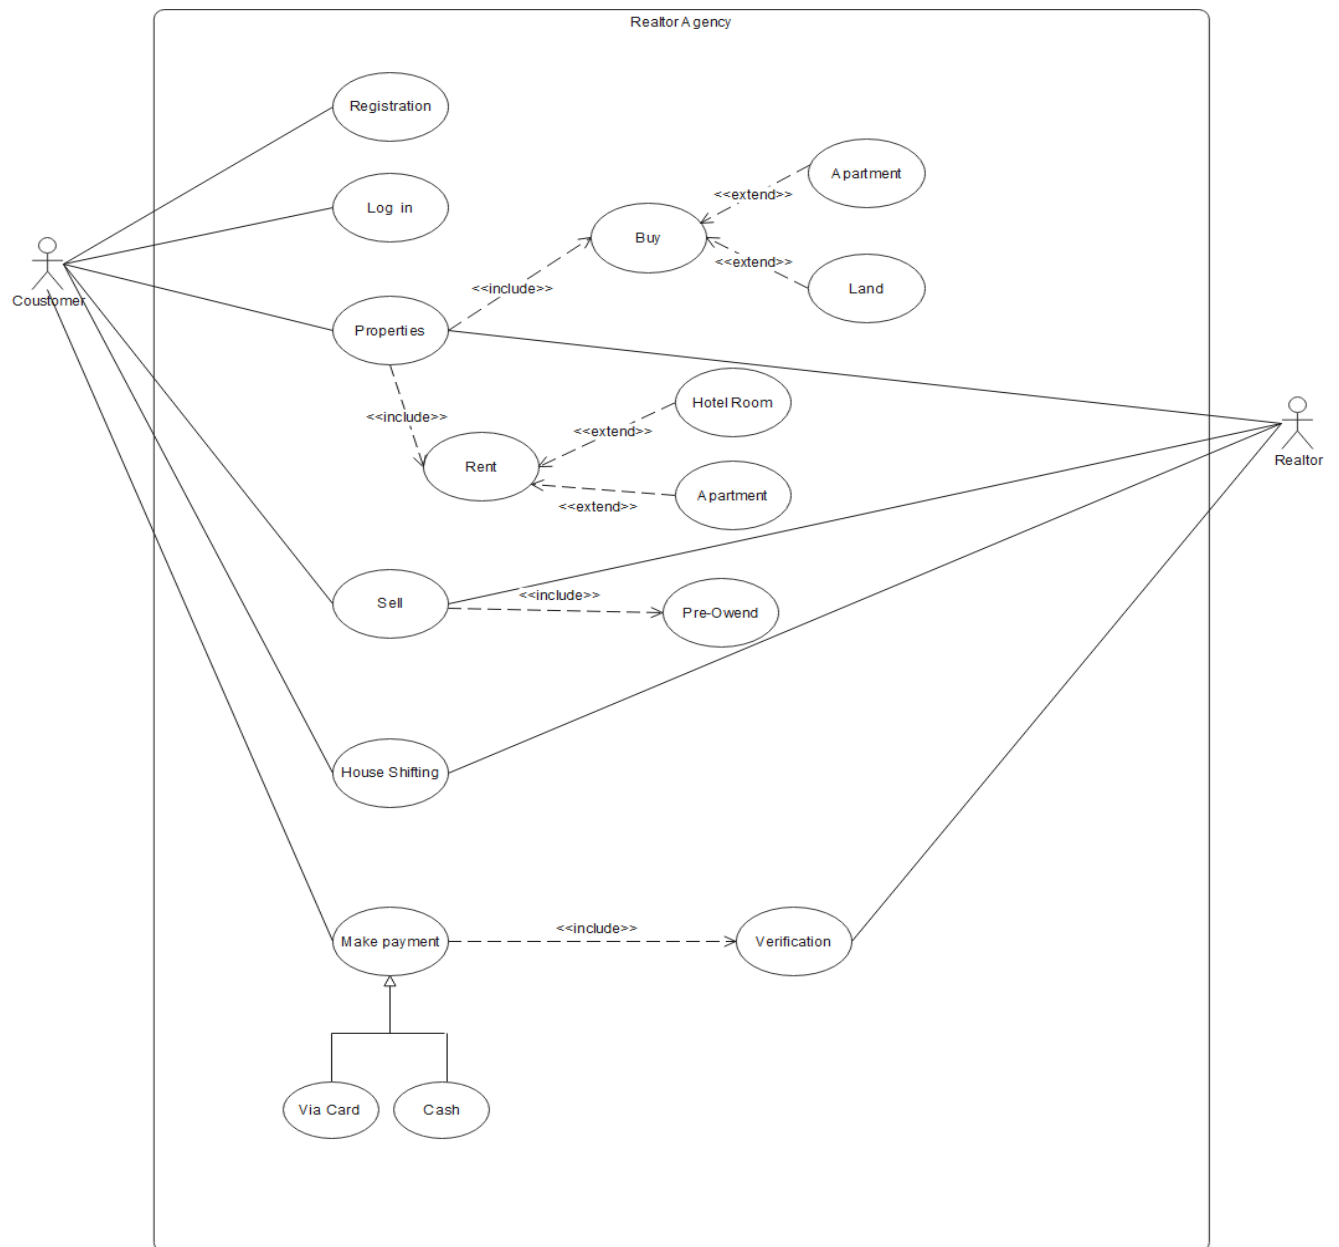 Realtor Agency
Registration
Apartment
<<extend>>
Log in
Buy
<<extend>>
Land
Coustomer
<<include>>
Properties
Hotel Room
<<include>>
<<extend>>
Realtor
Rent
Apartment
<<extend>>
<<include>>
Sell
Pre-Owend
House Shifting
<<include>>
Make payment
Verification
Via Card
Cash